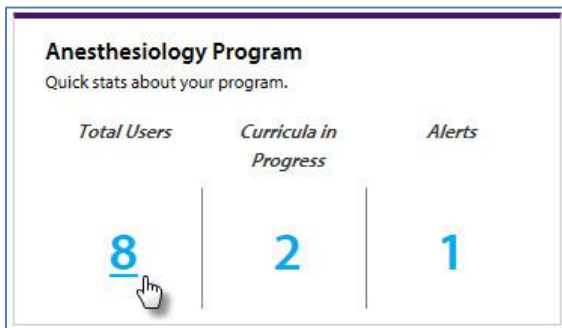 Anesthesiology Program
Quick stats about your program.
Total Users
Curricula in
Progress
Alerts
8
2
1